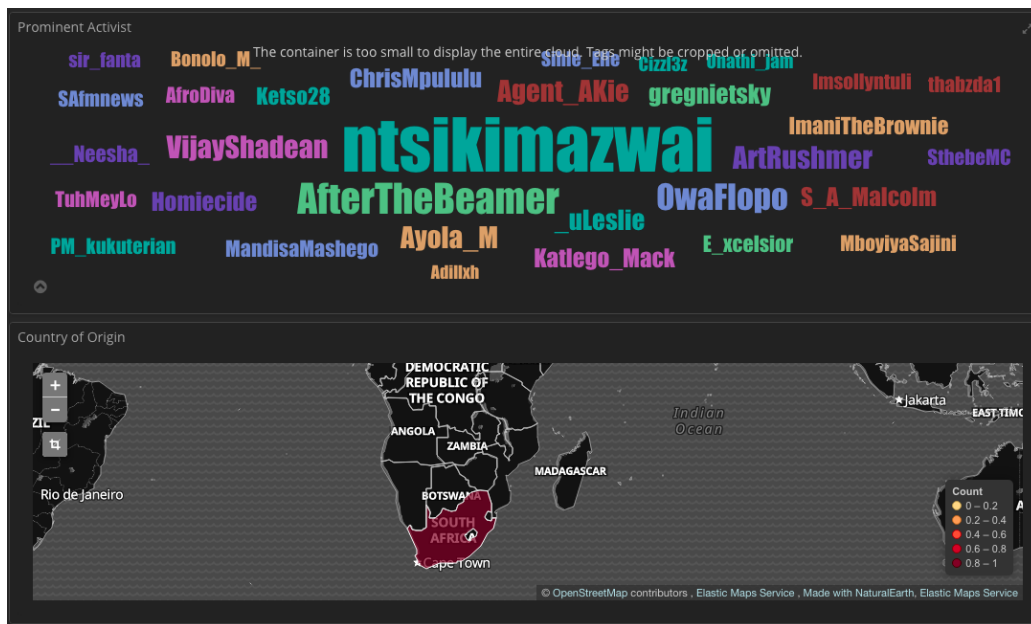 Prominent Activist
The container is too small to display the entire cloud. Tags might be cropped or omitted.
sir_fanta
Bonolo_M_
Cizzl3z
Onathi_jam
ChrisMpululu
Imsollyntuli
thabzda1
SAfmnews
AfroDiva
Ketso28
Agent_AKie
gregnietsky
ntsikimazwai
ImaniTheBrownie
__Neesha_
VijayShadean
ArtRushmer
SthebeMC
TuhMeyLo
Homiecide
AfterTheBeamer
OwaFlopo
S_A_Malcolm
_uLeslie
PM_kukuterian
MandisaMashego
Ayola_M
Katlego_Mack
E_xcelsior
MboyiyaSajini
Adillxh
Country of Origin
+
−
DEMOCRATIC
REPUBLIC OF
THE CONGO
Jakarta
EAST TIMO
Indian
Ocean
ZIL
ANGOLA
ZAMBIA
MADAGASCAR
Rio de Janeiro
BOTSWANA
SOUTH
AFRICA
Cape Town
A
Count
0 – 0.2
0.2 – 0.4
0.4 – 0.6
0.6 – 0.8
0.8 – 1
© OpenStreetMap contributors , Elastic Maps Service , Made with NaturalEarth, Elastic Maps Service